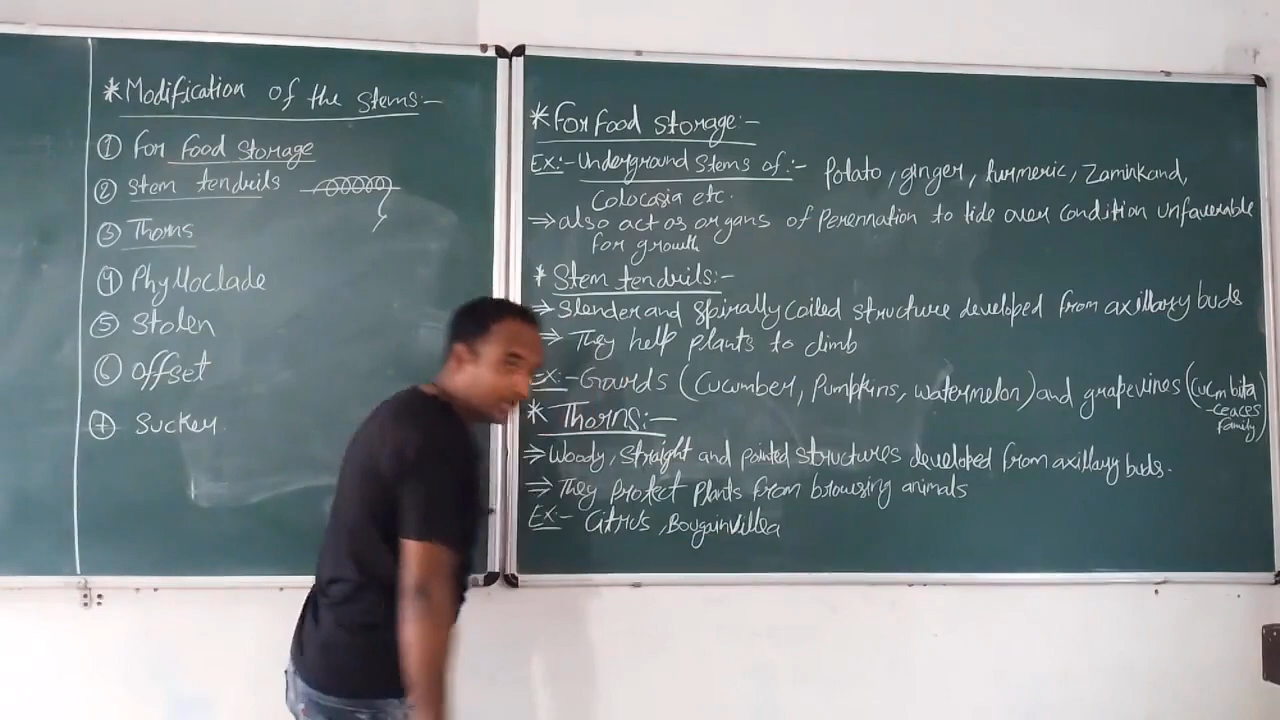 *Modification of the Stems:-
① For Food Storage
② Stem tendrils
③ Thorns
④ Phylloclade
⑤ Stolen
⑥ Offset
⑦ Sucker
*For Food Storage:-
Ex:- Underground Stems of:- Potato, ginger, turmeric, Zaminkand,
Colocasia etc.
⇒ also act as organs of Perennation to tide over condition Unfavorable
for growth
* Stem tendrils:-
⇒ Slender and Spirally Coiled structure developed from axillary buds
⇒ They help plants to climb
Ex:- Gourds (Cucumber, Pumpkins, watermelon) and grapevines (cucumbita
-ceaces
family)
* Thorns:-
⇒ Woody, Straight and pointed structures developed from axillary buds.
⇒ They Protect Plants from browsing animals
Ex:- Citrus, Bougainvillea